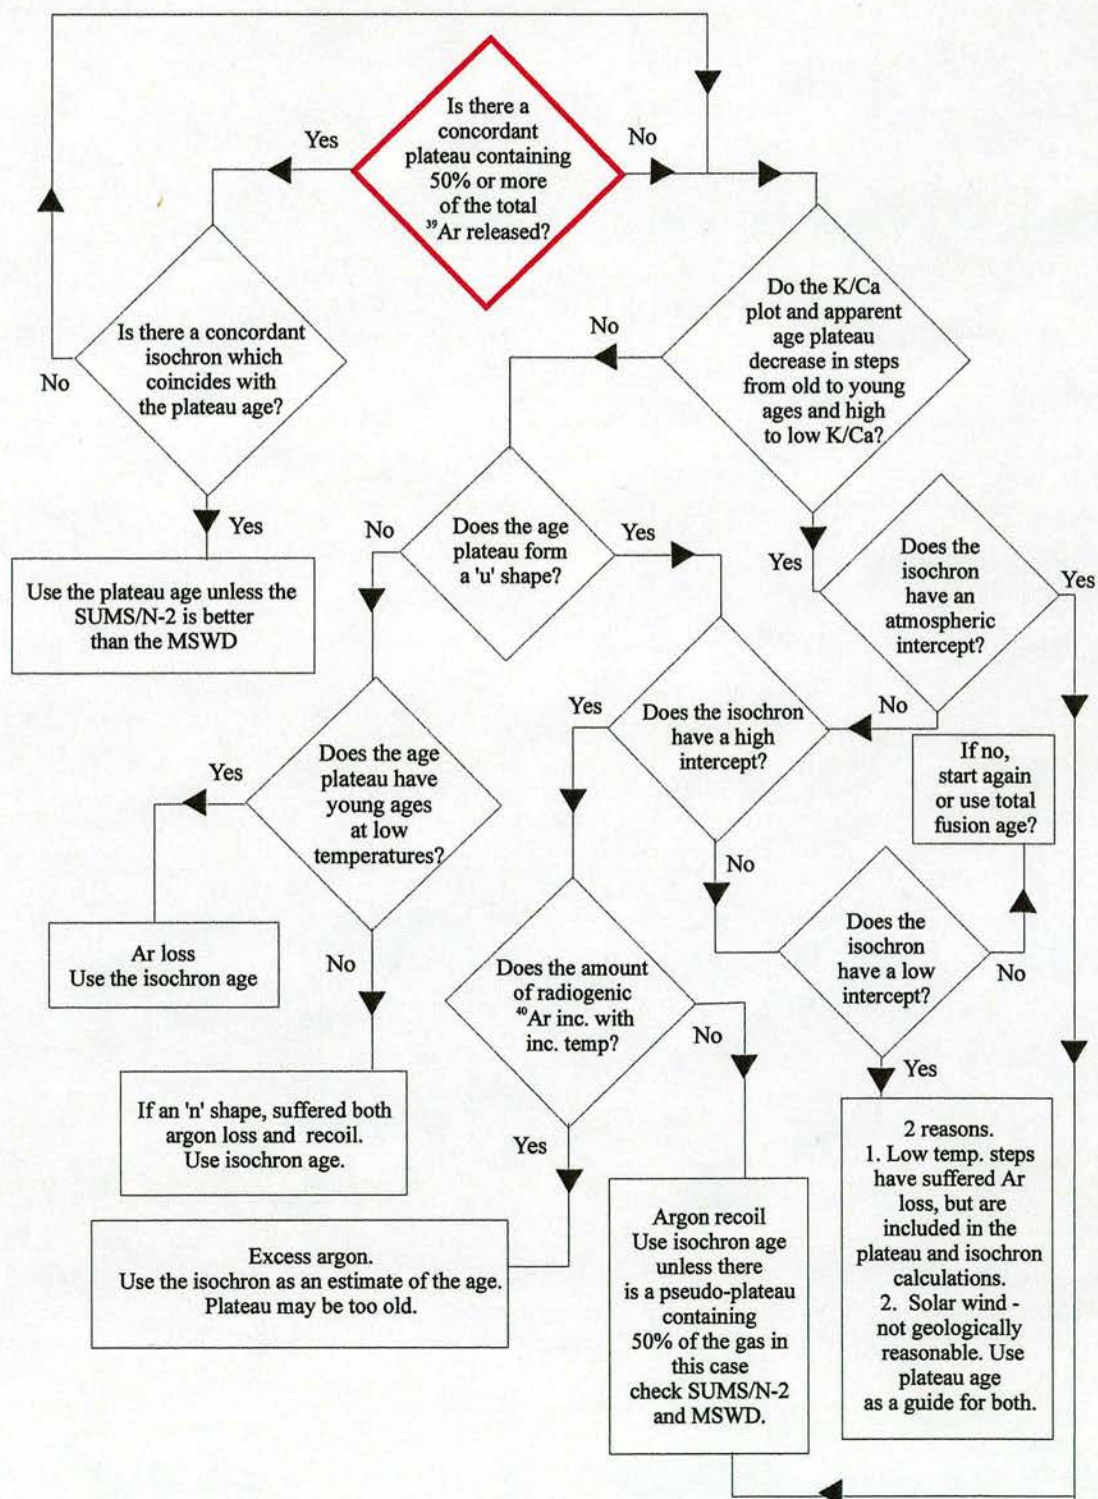 Is there a
concordant
plateau containing
50% or more
of the total
³⁹Ar released?
Yes
No
Is there a concordant
isochron which
coincides with
the plateau age?
No
Yes
Use the plateau age unless the
SUMS/N-2 is better
than the MSWD
Do the K/Ca
plot and apparent
age plateau
decrease in steps
from old to young
ages and high
to low K/Ca?
No
Yes
Does the age
plateau form
a 'u' shape?
No
Yes
Does the
isochron
have an
atmospheric
intercept?
Yes
No
Does the isochron
have a high
intercept?
Yes
No
If no,
start again
or use total
fusion age?
Does the age
plateau have
young ages
at low
temperatures?
Yes
No
Ar loss
Use the isochron age
Does the amount
of radiogenic
⁴⁰Ar inc. with
inc. temp?
No
Yes
Does the
isochron
have a low
intercept?
No
Yes
If an 'n' shape, suffered both
argon loss and recoil.
Use isochron age.
Excess argon.
Use the isochron as an estimate of the age.
Plateau may be too old.
Argon recoil
Use isochron age
unless there
is a pseudo-plateau
containing
50% of the gas in
this case
check SUMS/N-2
and MSWD.
2 reasons.
1. Low temp. steps
have suffered Ar
loss, but are
included in the
plateau and isochron
calculations.
2. Solar wind -
not geologically
reasonable. Use
plateau age
as a guide for both.